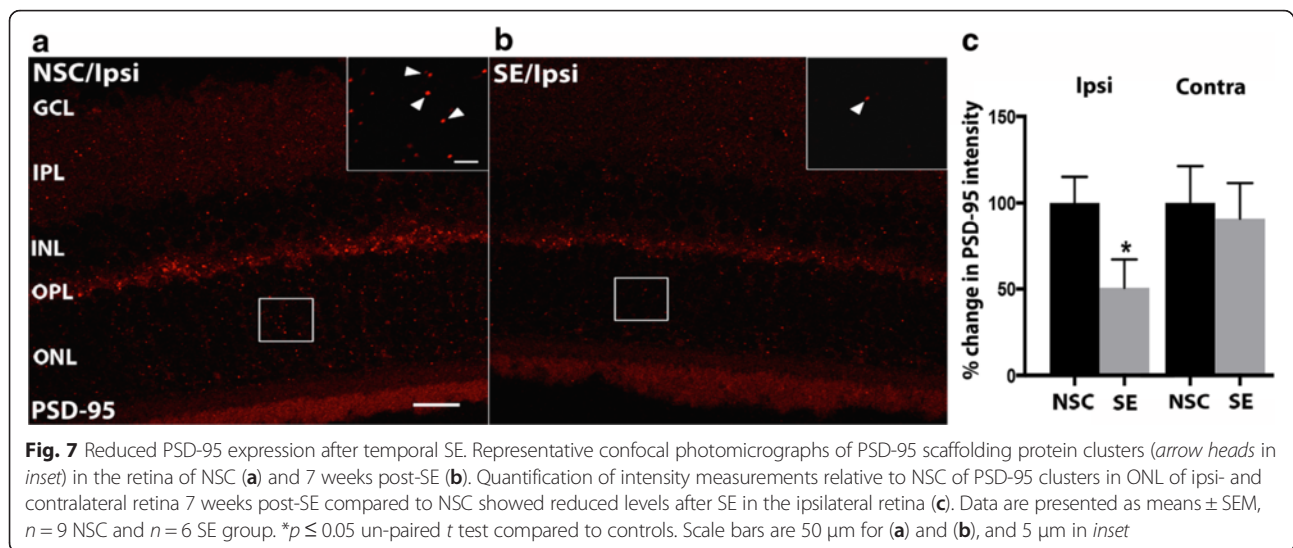 a
b
c
NSC/Ipsi
GCL
IPL
INL
OPL
ONL
PSD-95
SE/Ipsi
Ipsi Contra
% change in PSD-95 intensity
150
100
50
0
*
NSC SE NSC SE
Fig. 7 Reduced PSD-95 expression after temporal SE. Representative confocal photomicrographs of PSD-95 scaffolding protein clusters (arrow heads in
inset) in the retina of NSC (a) and 7 weeks post-SE (b). Quantification of intensity measurements relative to NSC of PSD-95 clusters in ONL of ipsi- and
contralateral retina 7 weeks post-SE compared to NSC showed reduced levels after SE in the ipsilateral retina (c). Data are presented as means ± SEM,
n = 9 NSC and n = 6 SE group. *p ≤ 0.05 un-paired t test compared to controls. Scale bars are 50 μm for (a) and (b), and 5 μm in inset